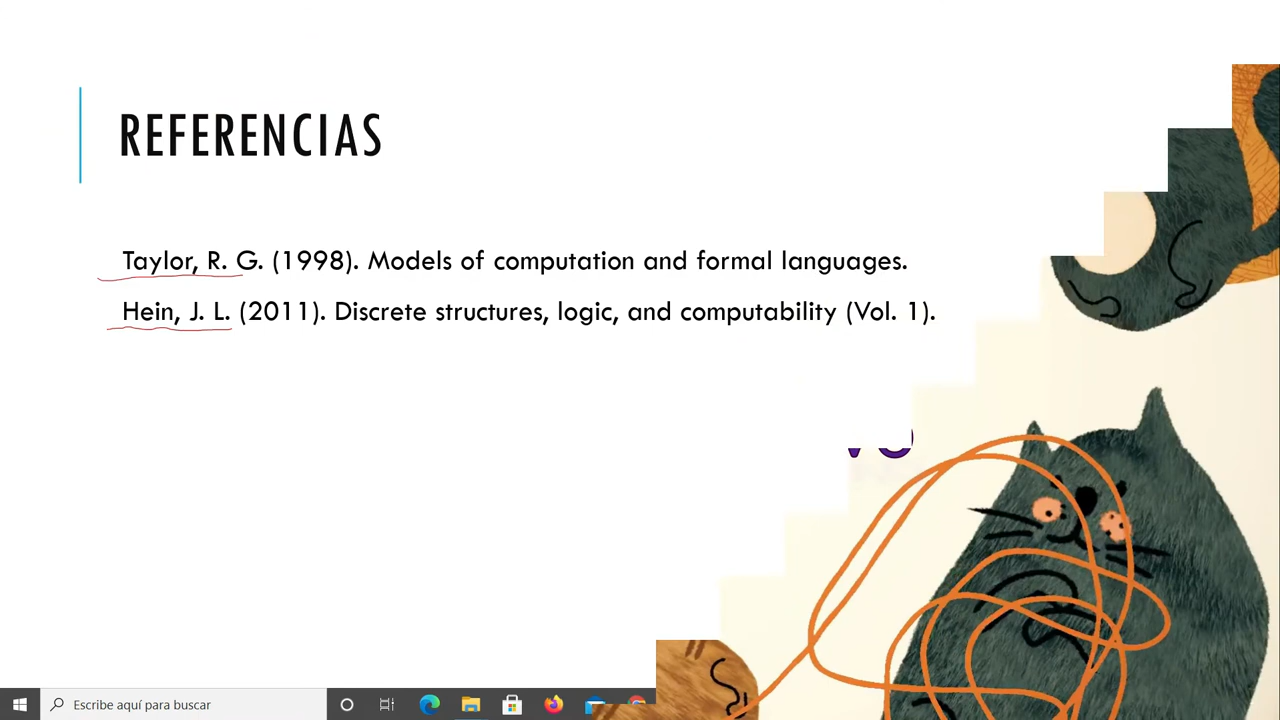 REFERENCIAS
Taylor, R. G. (1998). Models of computation and formal languages.
Hein, J. L. (2011). Discrete structures, logic, and computability (Vol. 1).
Escribe aquí para buscar